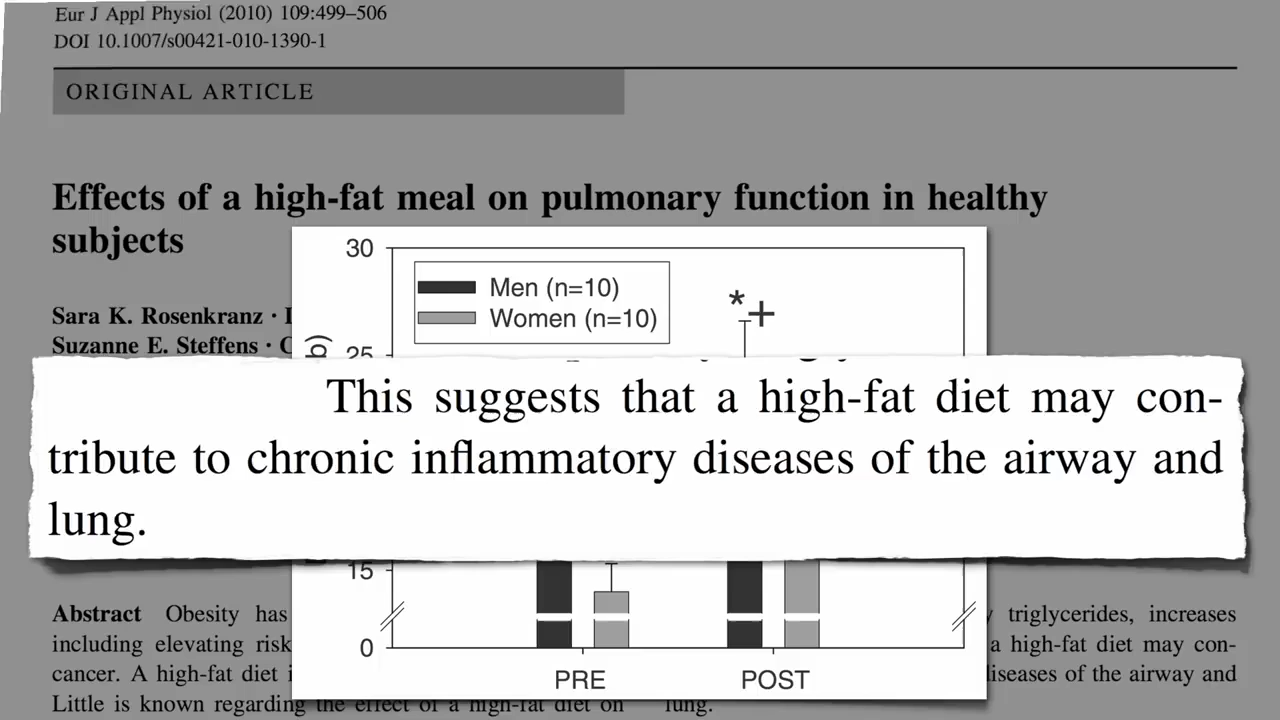 Eur J Appl Physiol (2010) 109:499–506
DOI 10.1007/s00421-010-1390-1
ORIGINAL ARTICLE
Effects of a high-fat meal on pulmonary function in healthy
subjects
Sara K. Rosenkranz ·
Suzanne E. Steffens ·
30
Men (n=10)
Women (n=10)
*+
25
This suggests that a high-fat diet may con-
tribute to chronic inflammatory diseases of the airway and
lung.
15
0
PRE POST
Abstract Obesity has
including elevating risk
cancer. A high-fat diet
Little is known regarding the effect of a high-fat diet on
triglycerides, increases
a high-fat diet may con-
diseases of the airway and
lung.